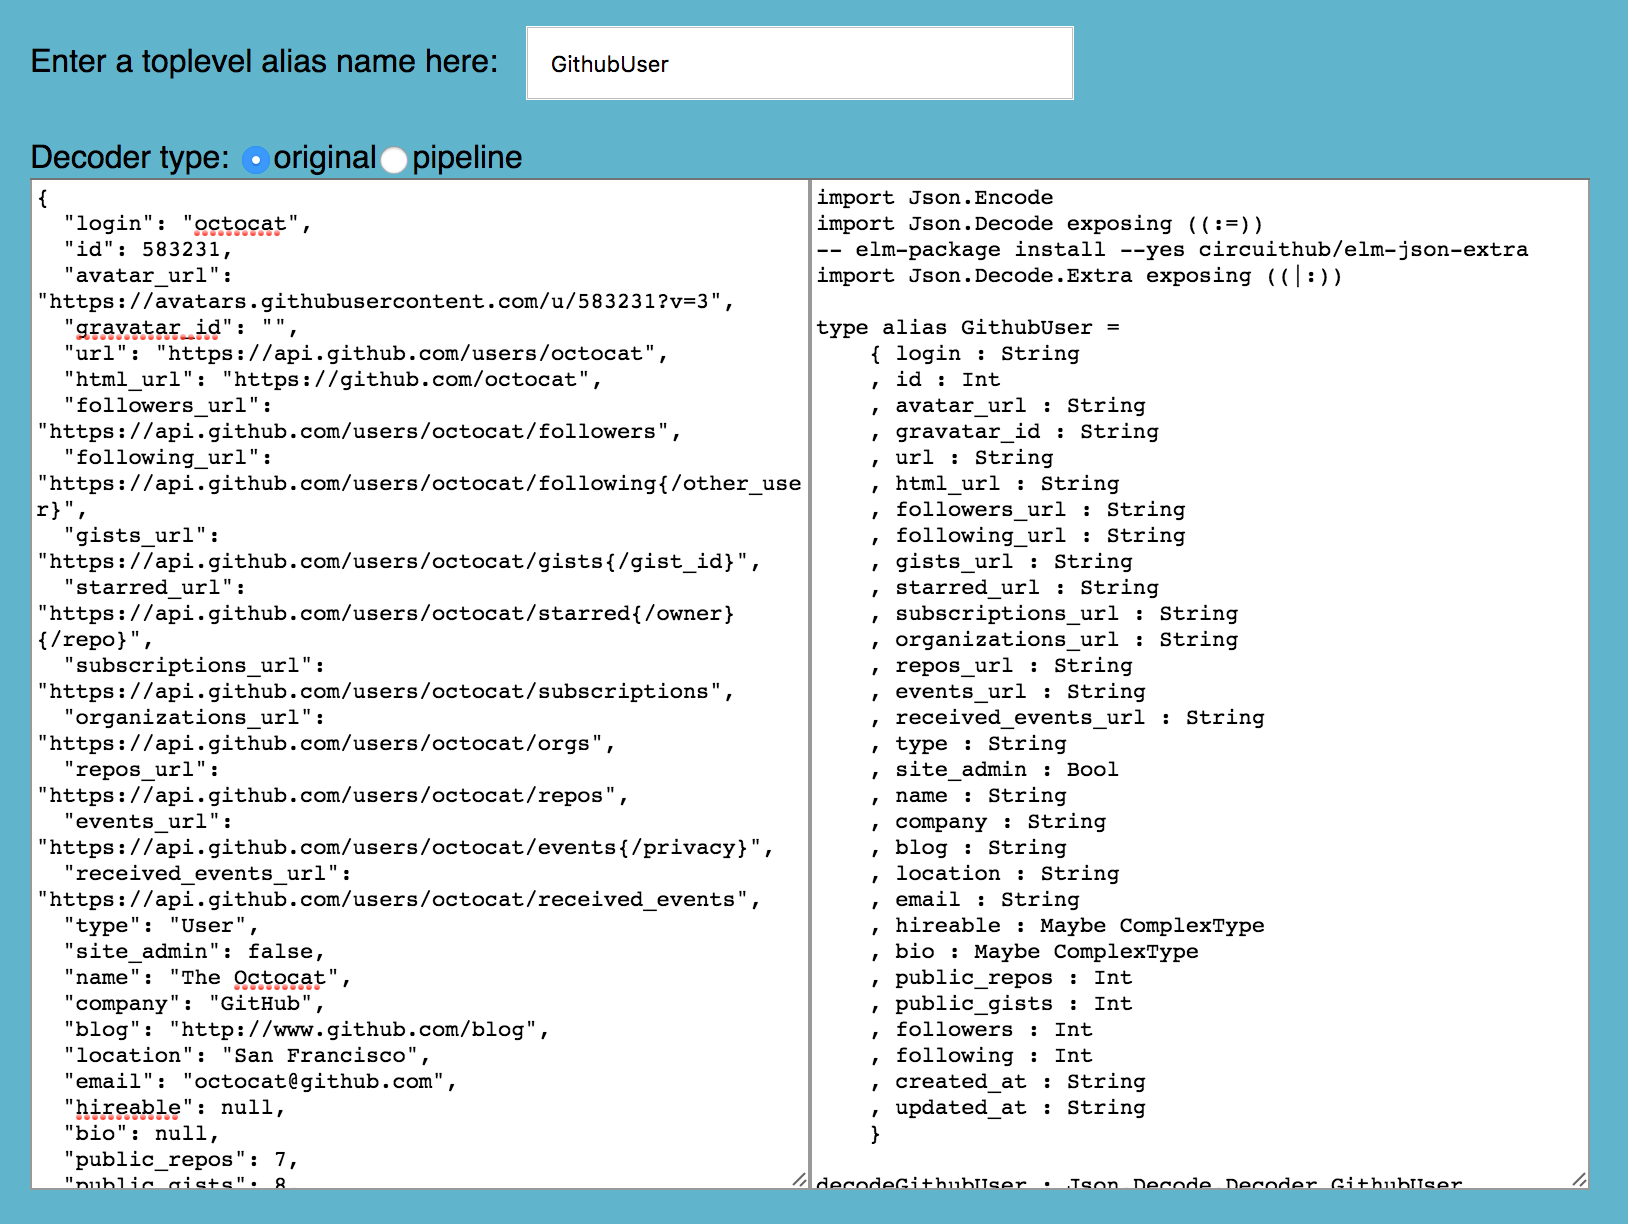 Enter a toplevel alias name here: GithubUser
Decoder type: original pipeline
{
  "login": "octocat",
  "id": 583231,
  "avatar_url":
"https://avatars.githubusercontent.com/u/583231?v=3",
  "gravatar_id": "",
  "url": "https://api.github.com/users/octocat",
  "html_url": "https://github.com/octocat",
  "followers_url":
"https://api.github.com/users/octocat/followers",
  "following_url":
"https://api.github.com/users/octocat/following{/other_use
r}",
  "gists_url":
"https://api.github.com/users/octocat/gists{/gist_id}",
  "starred_url":
"https://api.github.com/users/octocat/starred{/owner}
{/repo}",
  "subscriptions_url":
"https://api.github.com/users/octocat/subscriptions",
  "organizations_url":
"https://api.github.com/users/octocat/orgs",
  "repos_url":
"https://api.github.com/users/octocat/repos",
  "events_url":
"https://api.github.com/users/octocat/events{/privacy}",
  "received_events_url":
"https://api.github.com/users/octocat/received_events",
  "type": "User",
  "site_admin": false,
  "name": "The Octocat",
  "company": "GitHub",
  "blog": "http://www.github.com/blog",
  "location": "San Francisco",
  "email": "octocat@github.com",
  "hireable": null,
  "bio": null,
  "public_repos": 7,
  "public_gists": 8
import Json.Encode
import Json.Decode exposing ((:=))
-- elm-package install --yes circuithub/elm-json-extra
import Json.Decode.Extra exposing ((|:))
type alias GithubUser =
    { login : String
    , id : Int
    , avatar_url : String
    , gravatar_id : String
    , url : String
    , html_url : String
    , followers_url : String
    , following_url : String
    , gists_url : String
    , starred_url : String
    , subscriptions_url : String
    , organizations_url : String
    , repos_url : String
    , events_url : String
    , received_events_url : String
    , type : String
    , site_admin : Bool
    , name : String
    , company : String
    , blog : String
    , location : String
    , email : String
    , hireable : Maybe ComplexType
    , bio : Maybe ComplexType
    , public_repos : Int
    , public_gists : Int
    , followers : Int
    , following : Int
    , created_at : String
    , updated_at : String
    }
decodeGithubUser : Json.Decode.Decoder GithubUser